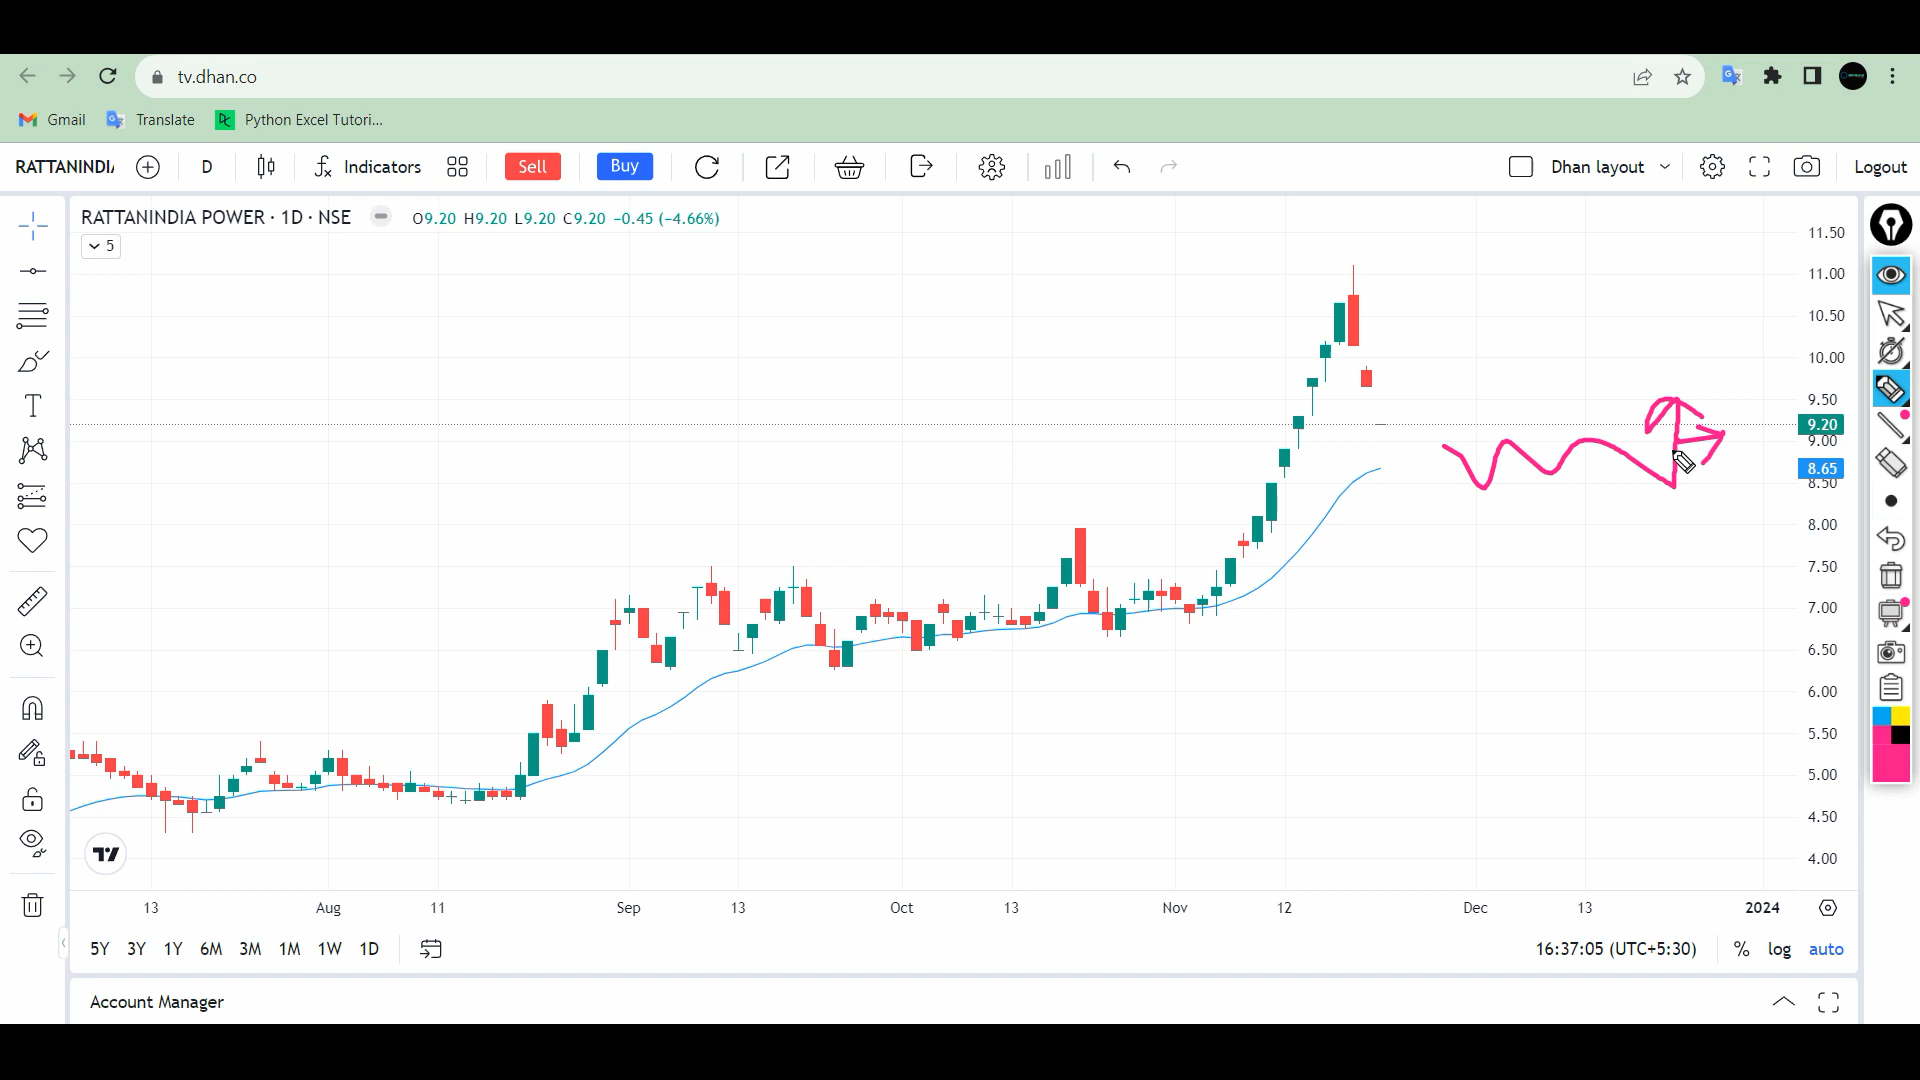 tv.dhan.co
Gmail Translate Python Excel Tutori...
RATTANINDI D Indicators Sell Buy Dhan layout Logout
RATTANINDIA POWER · 1D · NSE O9.20 H9.20 L9.20 C9.20 −0.45 (−4.66%)
5
11.50
11.00
10.50
10.00
9.50
9.20
9.00
8.65
8.50
8.00
7.50
7.00
6.50
6.00
5.50
5.00
4.50
4.00
13 Aug 11 Sep 13 Oct 13 Nov 12 Dec 13 2024
5Y 3Y 1Y 6M 3M 1M 1W 1D 16:37:05 (UTC+5:30) % log auto
Account Manager